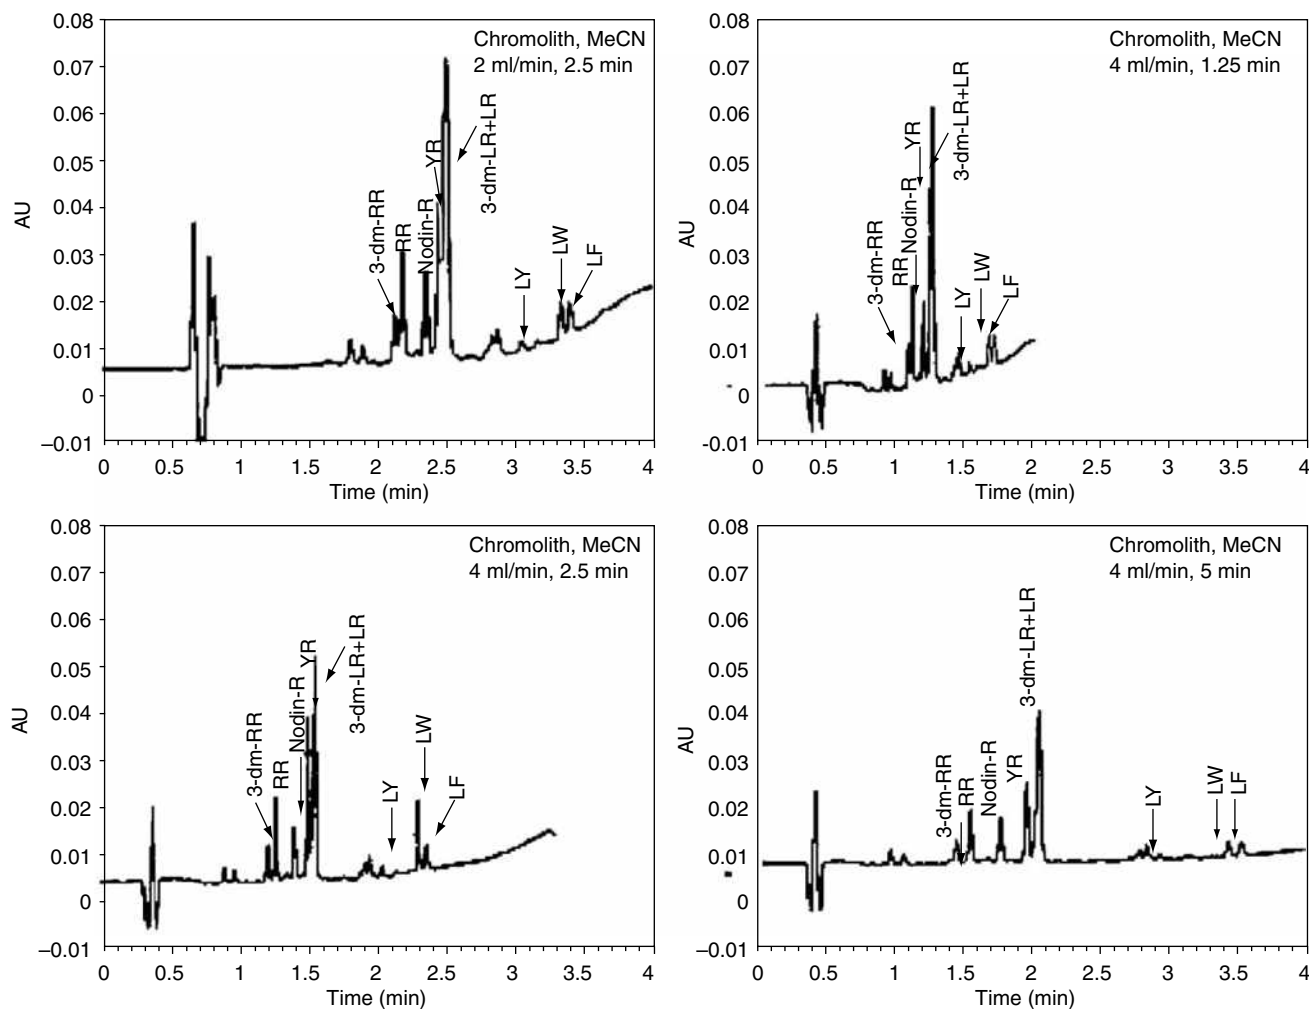 0.08
0.07
0.06
0.05
0.04
0.03
0.02
0.01
0
–0.01
AU
Chromolith, MeCN
2 ml/min, 2.5 min
3-dm-RR
RR
Nodin-R
YR
3-dm-LR+LR
LY
LW
LF
0 0.5 1 1.5 2 2.5 3 3.5 4
Time (min)
0.08
0.07
0.06
0.05
0.04
0.03
0.02
0.01
0
-0.01
AU
Chromolith, MeCN
4 ml/min, 1.25 min
3-dm-RR
RR
Nodin-R
YR
3-dm-LR+LR
LY
LW
LF
0 0.5 1 1.5 2 2.5 3 3.5 4
Time (min)
0.08
0.07
0.06
0.05
0.04
0.03
0.02
0.01
0
–0.01
AU
Chromolith, MeCN
4 ml/min, 2.5 min
3-dm-RR
RR
Nodin-R
YR
3-dm-LR+LR
LY
LW
LF
0 0.5 1 1.5 2 2.5 3 3.5 4
Time (min)
0.08
0.07
0.06
0.05
0.04
0.03
0.02
0.01
0
–0.01
AU
Chromolith, MeCN
4 ml/min, 5 min
3-dm-RR
RR
Nodin-R
YR
3-dm-LR+LR
LY
LW
LF
0 0.5 1 1.5 2 2.5 3 3.5 4
Time (min)